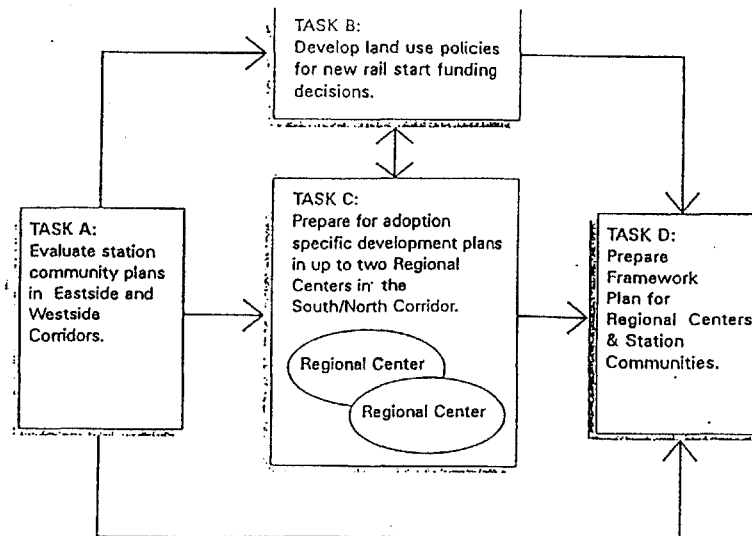 TASK B:
Develop land use policies
for new rail start funding
decisions.
TASK A:
Evaluate station
community plans
in Eastside and
Westside
Corridors.
TASK C:
Prepare for adoption
specific development plans
in up to two Regional
Centers in the
South/North Corridor.
Regional Center
Regional Center
TASK D:
Prepare
Framework
Plan for
Regional Centers
& Station
Communities.